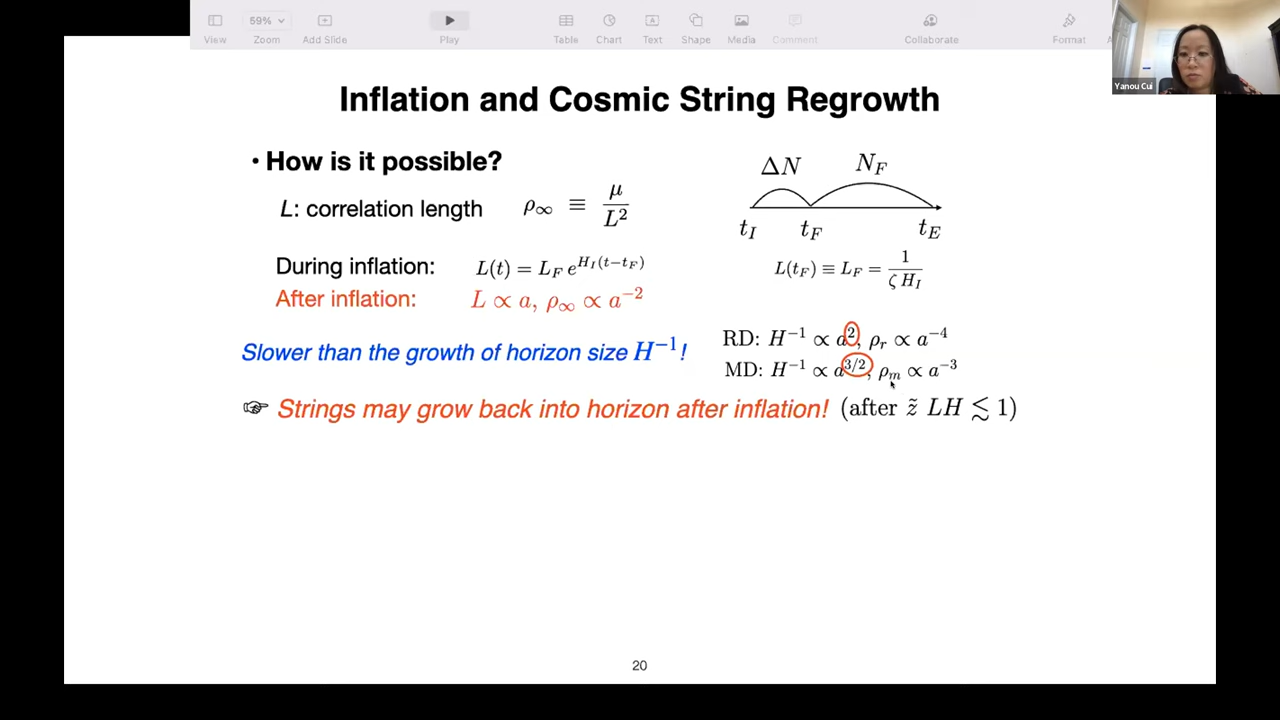 View
59%
Zoom
Add Slide
Play
Table
Chart
Text
Shape
Media
Comment
Collaborate
Format
Yanou Cui
Inflation and Cosmic String Regrowth
• How is it possible?
L: correlation length ρ∞ ≡ μ/L²
ΔN N_F
t_I t_F t_E
During inflation: L(t) = L_F e^{H_I(t−t_F)}
L(t_F) ≡ L_F = 1/(ζ H_I)
After inflation: L ∝ a, ρ∞ ∝ a⁻²
Slower than the growth of horizon size H⁻¹!
RD: H⁻¹ ∝ a², ρ_r ∝ a⁻⁴
MD: H⁻¹ ∝ a^{3/2}, ρ_m ∝ a⁻³
☞ Strings may grow back into horizon after inflation! (after z̃ LH ≲ 1)
20